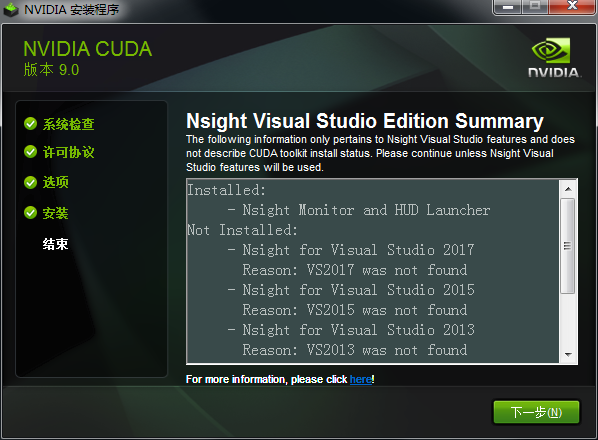 NVIDIA 安装程序
NVIDIA CUDA
版本 9.0
NVIDIA.
系统检查
许可协议
选项
安装
结束
Nsight Visual Studio Edition Summary
The following information only pertains to Nsight Visual Studio features and does
not describe CUDA toolkit install status. Please continue unless Nsight Visual
Studio features will be used.
Installed:
- Nsight Monitor and HUD Launcher
Not Installed:
- Nsight for Visual Studio 2017
Reason: VS2017 was not found
- Nsight for Visual Studio 2015
Reason: VS2015 was not found
- Nsight for Visual Studio 2013
Reason: VS2013 was not found
For more information, please click here!
下一步(N)